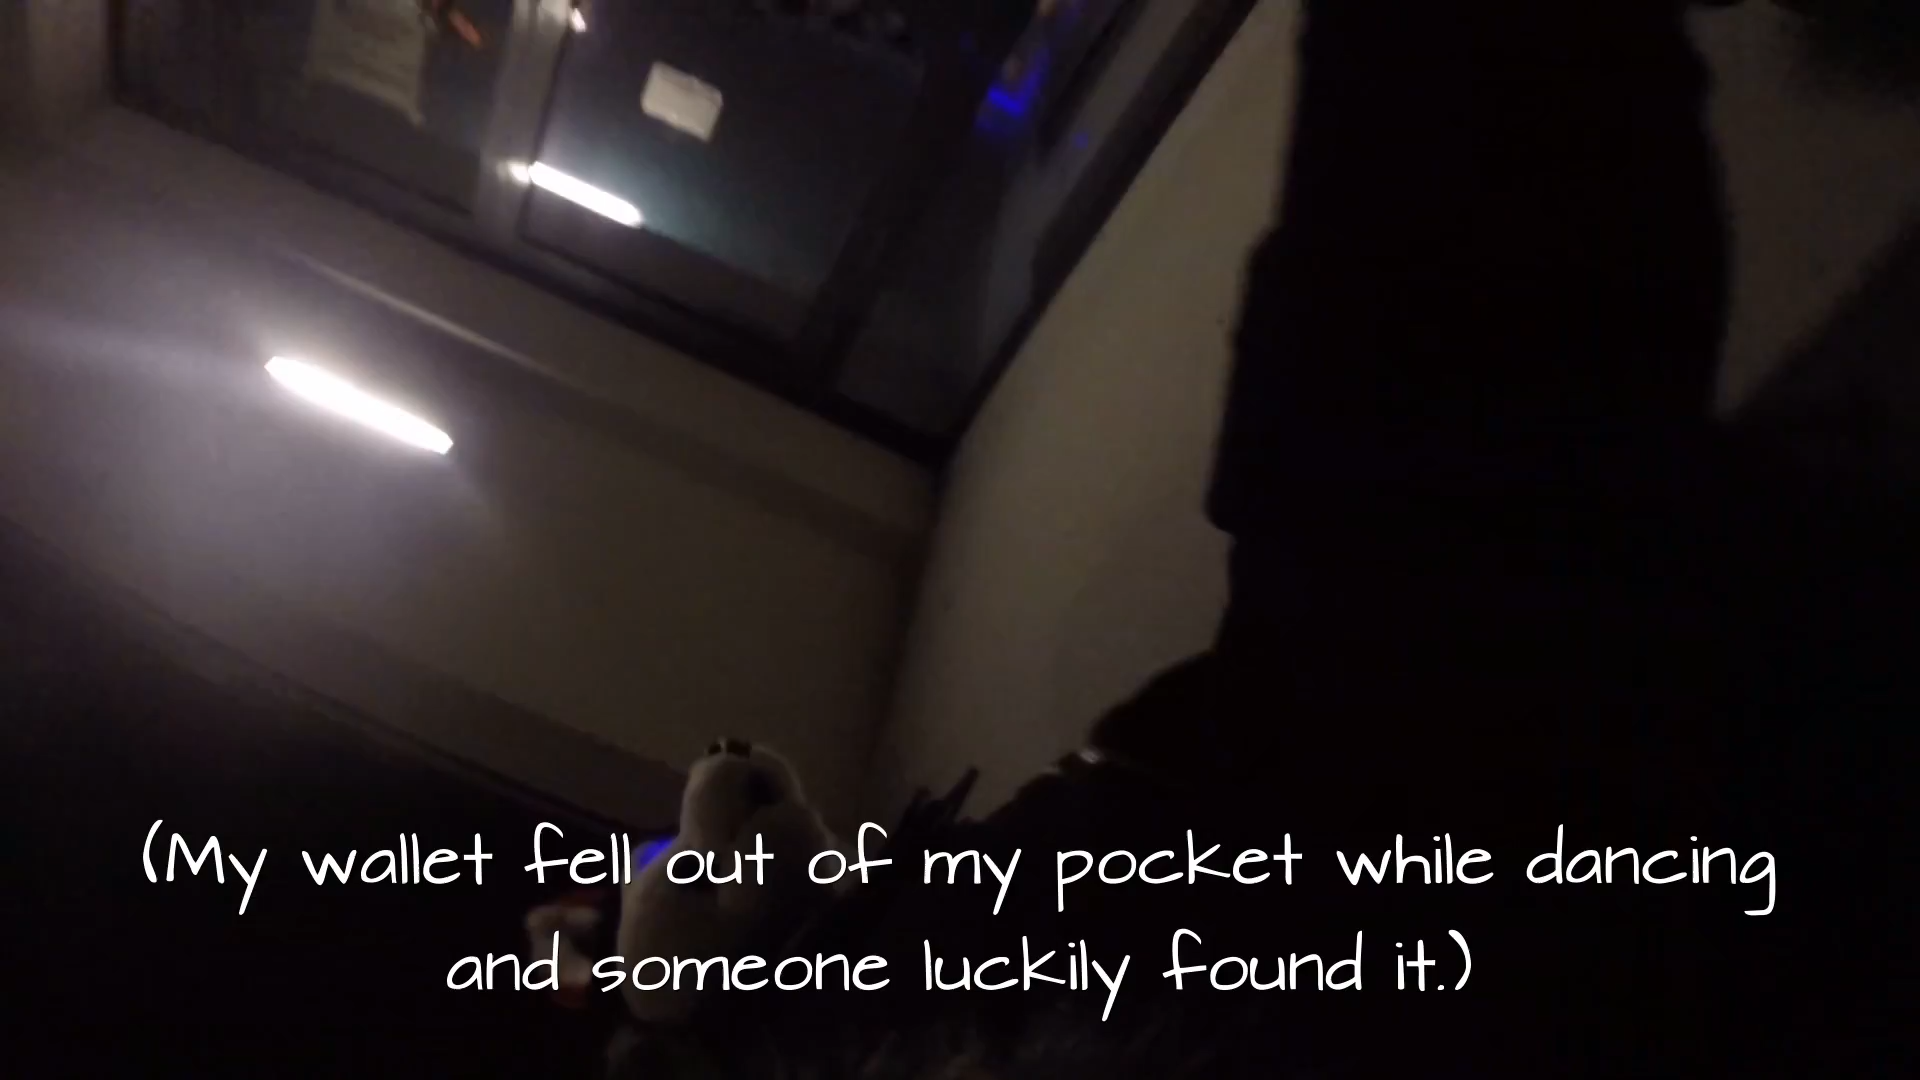 (My wallet fell out of my pocket while dancing
and someone luckily found it.)